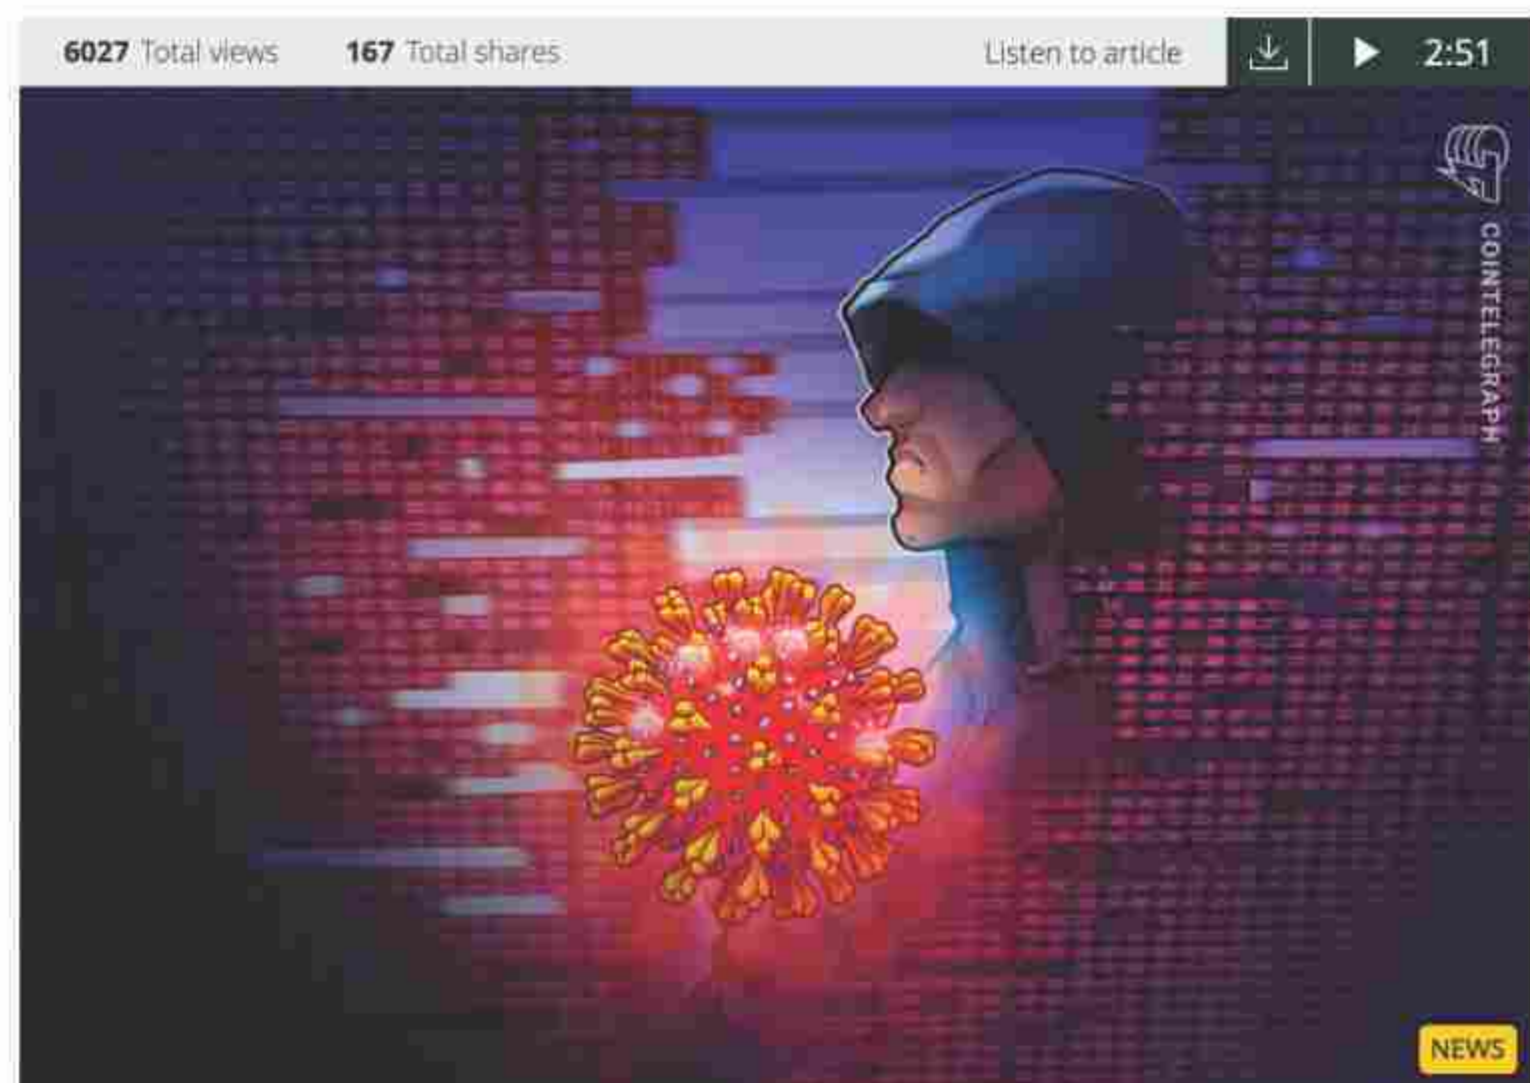 6027 Total views 167 Total shares Listen to article 2:51
COINTELEGRAPH
NEWS